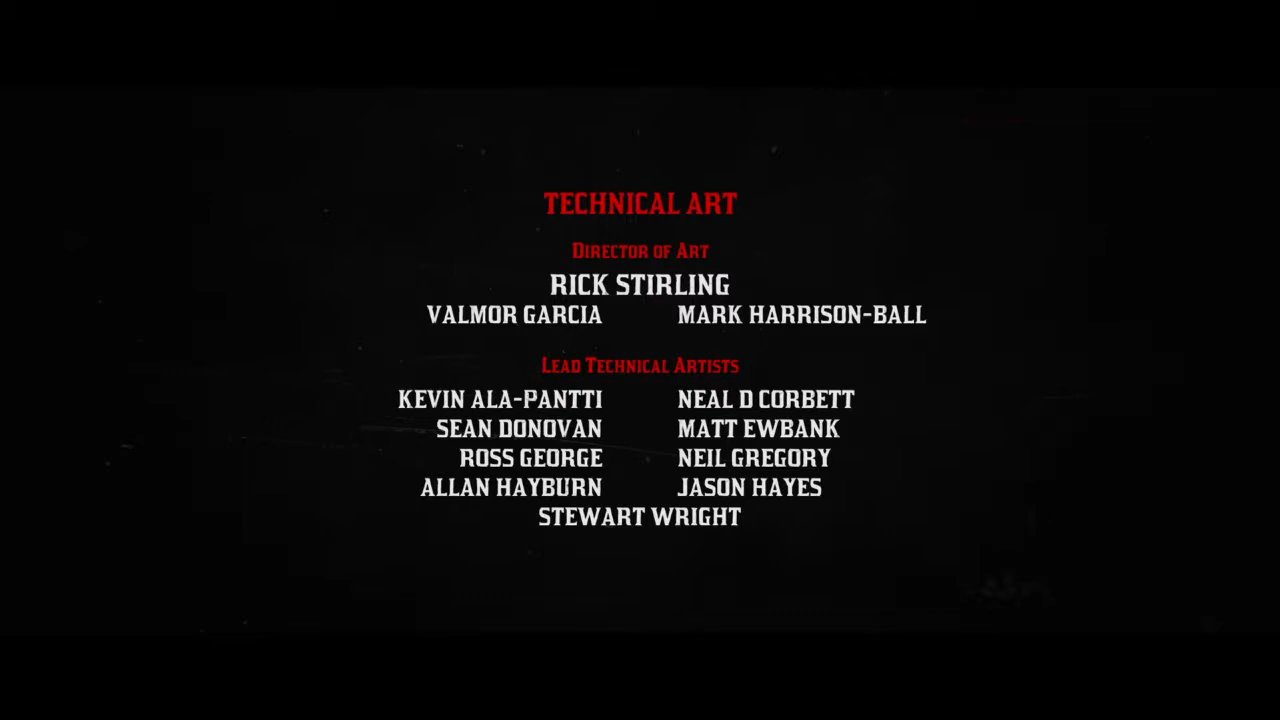 TECHNICAL ART
DIRECTOR OF ART
RICK STIRLING
VALMOR GARCIA MARK HARRISON-BALL
LEAD TECHNICAL ARTISTS
KEVIN ALA-PANTTI NEAL D CORBETT
SEAN DONOVAN MATT EWBANK
ROSS GEORGE NEIL GREGORY
ALLAN HAYBURN JASON HAYES
STEWART WRIGHT